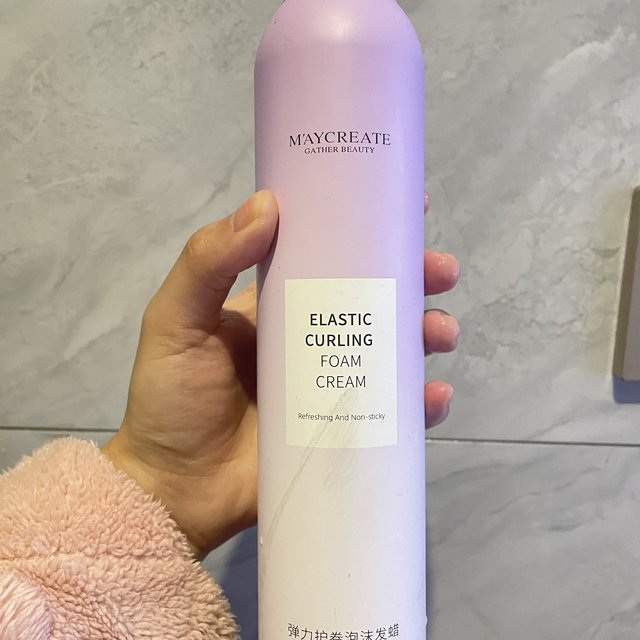 M'AYCREATE
GATHER BEAUTY
ELASTIC
CURLING
FOAM
CREAM
Refreshing And Non-sticky
弹力护卷泡沫发蜡